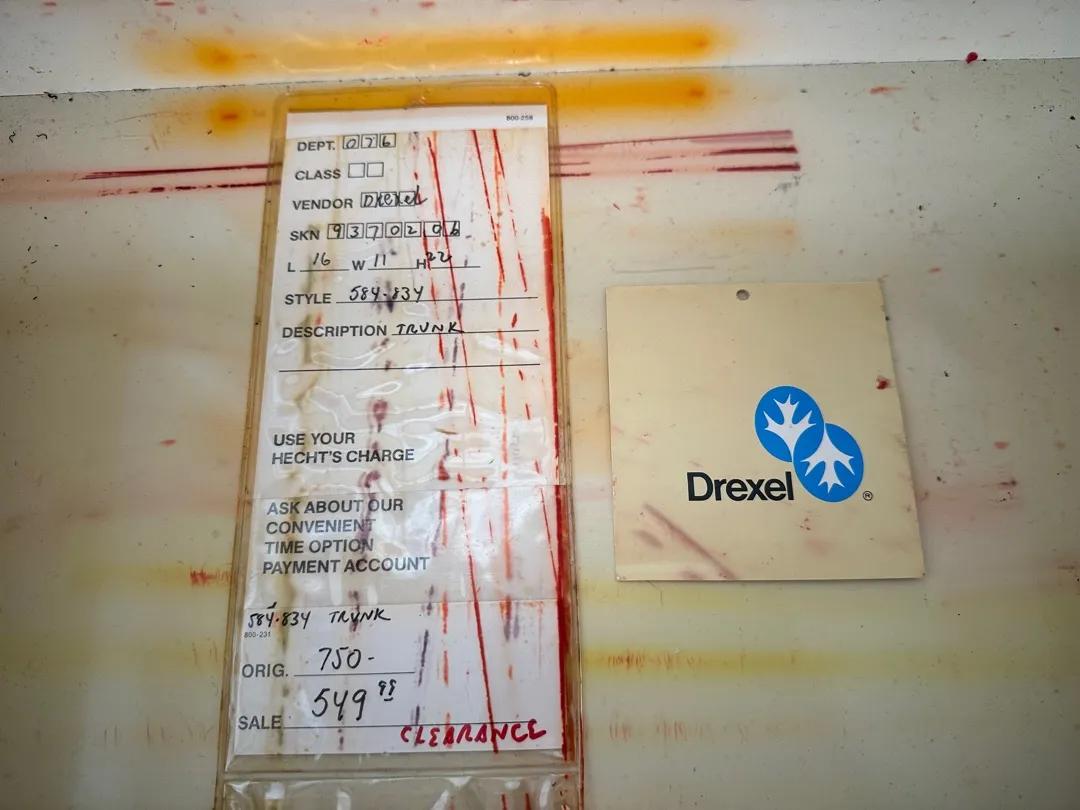 800-258
DEPT. 076
CLASS
VENDOR Drexel
SKN 9370206
L 16 W 11 H 22
STYLE 584-834
DESCRIPTION TRUNK
USE YOUR
HECHT'S CHARGE
ASK ABOUT OUR
CONVENIENT
TIME OPTION
PAYMENT ACCOUNT
584-834 TRUNK
800-231
ORIG. 750-
SALE 549 99
CLEARANCE
Drexel ®